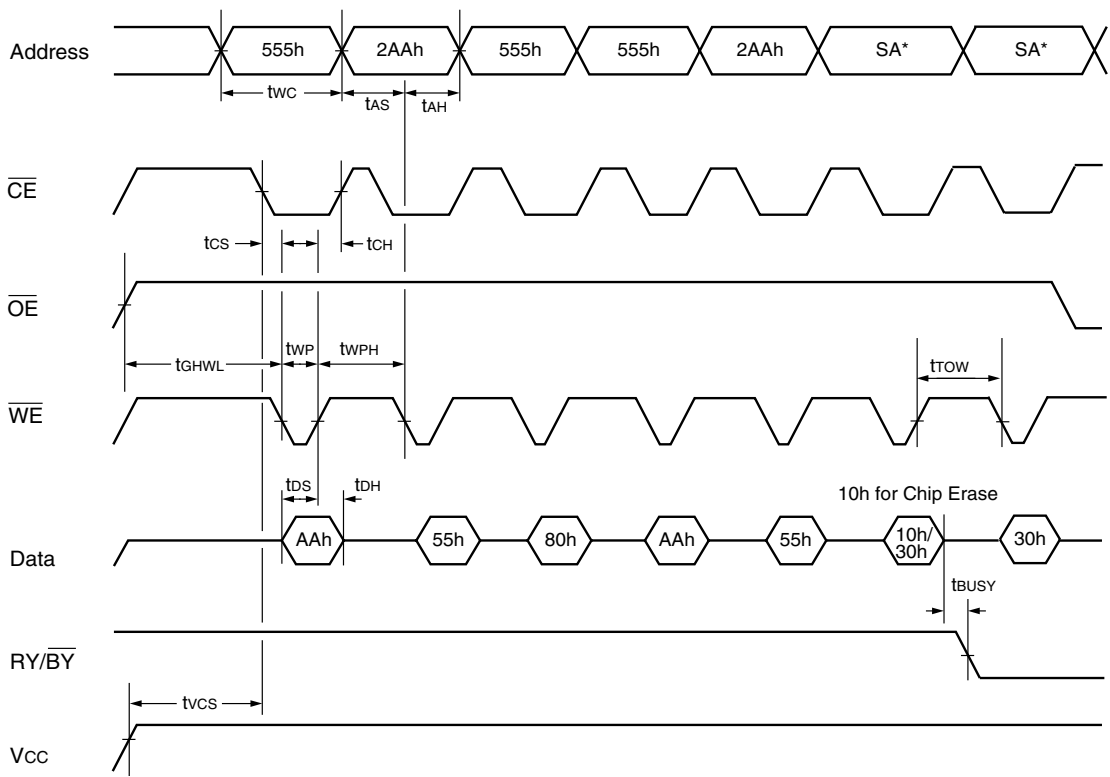 Address 555h 2AAh 555h 555h 2AAh SA* SA*
tWC tAS tAH
CE
tCS tCH
OE
tGHWL tWP tWPH tTOW
WE
tDS tDH
10h for Chip Erase
Data AAh 55h 80h AAh 55h 10h/
30h 30h
tBUSY
RY/BY
tVCS
VCC